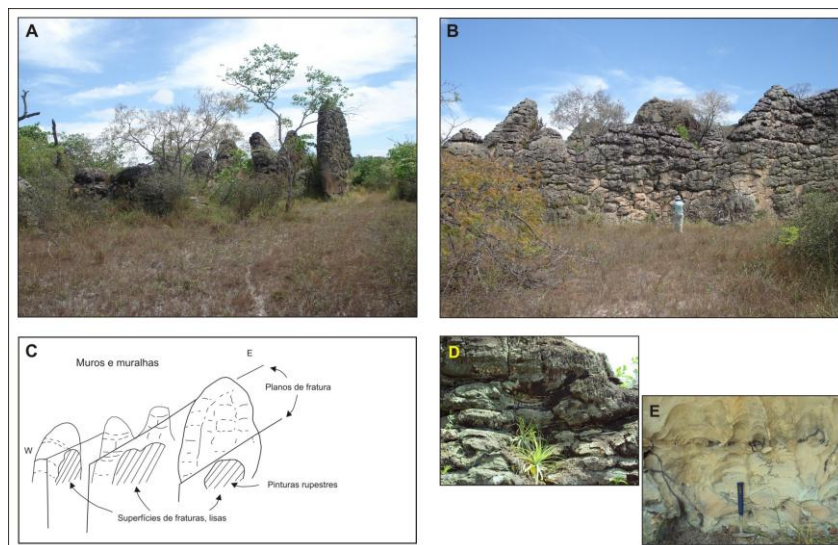 A
B
C
Muros e muralhas
E
Planos de fratura
W
Pinturas rupestres
Superfícies de fraturas, lisas
D
E